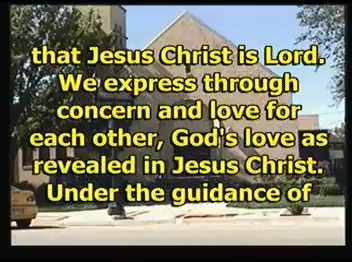 that Jesus Christ is Lord.
We express through
concern and love for
each other, God's love as
revealed in Jesus Christ.
Under the guidance of